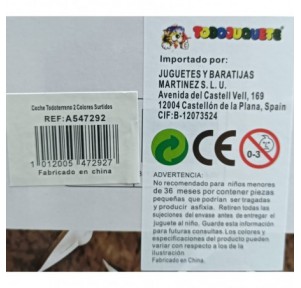 TODOJUGUETE
Importado por:
JUGUETES Y BARATIJAS
MARTINEZ S. L. U.
Avenida del Castell Vell, 169
12004 Castellón de la Plana, Spain
CIF:B-12073524
CE
0-3
ADVERTENCIA:
No recomendado para niños menores
de 36 meses por contener piezas
pequeñas que podrían ser tragadas
y producir asfixia. Retirar todas las
sujeciones del envase antes de entregar el
juguete al niño. Guarde esta información
para futuras consultas. Los colores y
especificaciones del producto pueden
variar con respecto a lo mostrado en la
ilustración.
Fabricado en China.
Coche Todoterreno 2 Colores Surtidos
REF:A547292
1 012005 472927
Fabricado en china